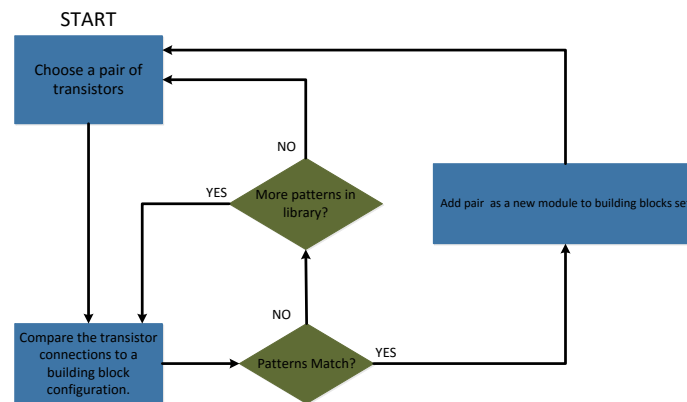 START
Choose a pair of
transistors
NO
YES
More patterns in
library?
Add pair as a new module to building blocks se
NO
Compare the transistor
connections to a
building block
configuration.
Patterns Match?
YES